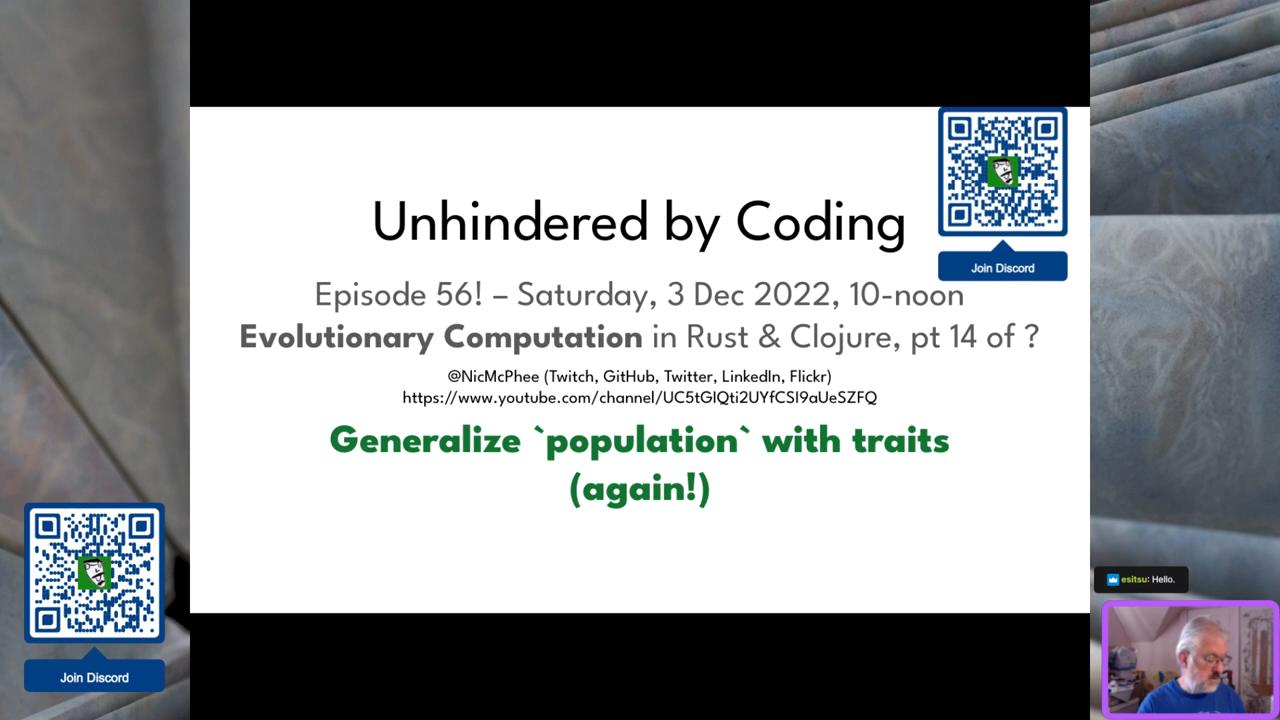 Unhindered by Coding
Episode 56! – Saturday, 3 Dec 2022, 10-noon
Evolutionary Computation in Rust & Clojure, pt 14 of ?
@NicMcPhee (Twitch, GitHub, Twitter, LinkedIn, Flickr)
https://www.youtube.com/channel/UC5tGIQti2UYfCSI9aUeSZFQ
Generalize `population` with traits
(again!)
Join Discord
Join Discord
esitsu: Hello.